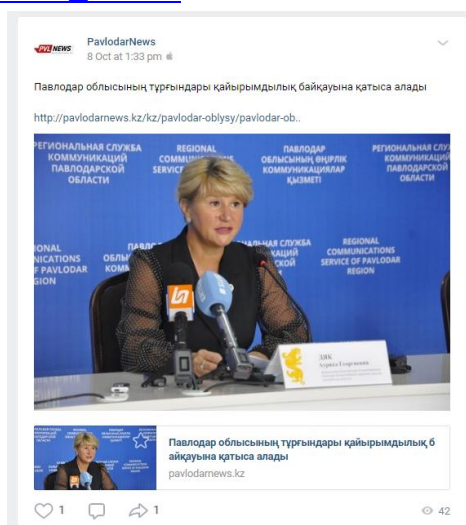 PVL NEWS
PavlodarNews
8 Oct at 1:33 pm
Павлодар облысының тұрғындары қайырымдылық байқауына қатыса алады
http://pavlodarnews.kz/kz/pavlodar-oblysy/pavlodar-ob..
РЕГИОНАЛЬНАЯ СЛУЖБА
КОММУНИКАЦИЙ
ПАВЛОДАРСКОЙ
ОБЛАСТИ
REGIONAL
SERVICE
ПАВЛОДАР
ОБЛЫСЫНЫҢ ӨҢІРЛІК
КОММУНИКАЦИЯЛАР
ҚЫЗМЕТІ
РЕГИОНАЛЬНАЯ
КОММУНИКАЦИЙ
ПАВЛОДАРСКОЙ
ОБЛАСТИ
REGIONAL
COMMUNICATIONS
SERVICE OF PAVLODAR
REGION
OF PAVLODAR
ДЯК
Павлодар облысының тұрғындары қайырымдылық б
айқауына қатыса алады
pavlodarnews.kz
1
1
42